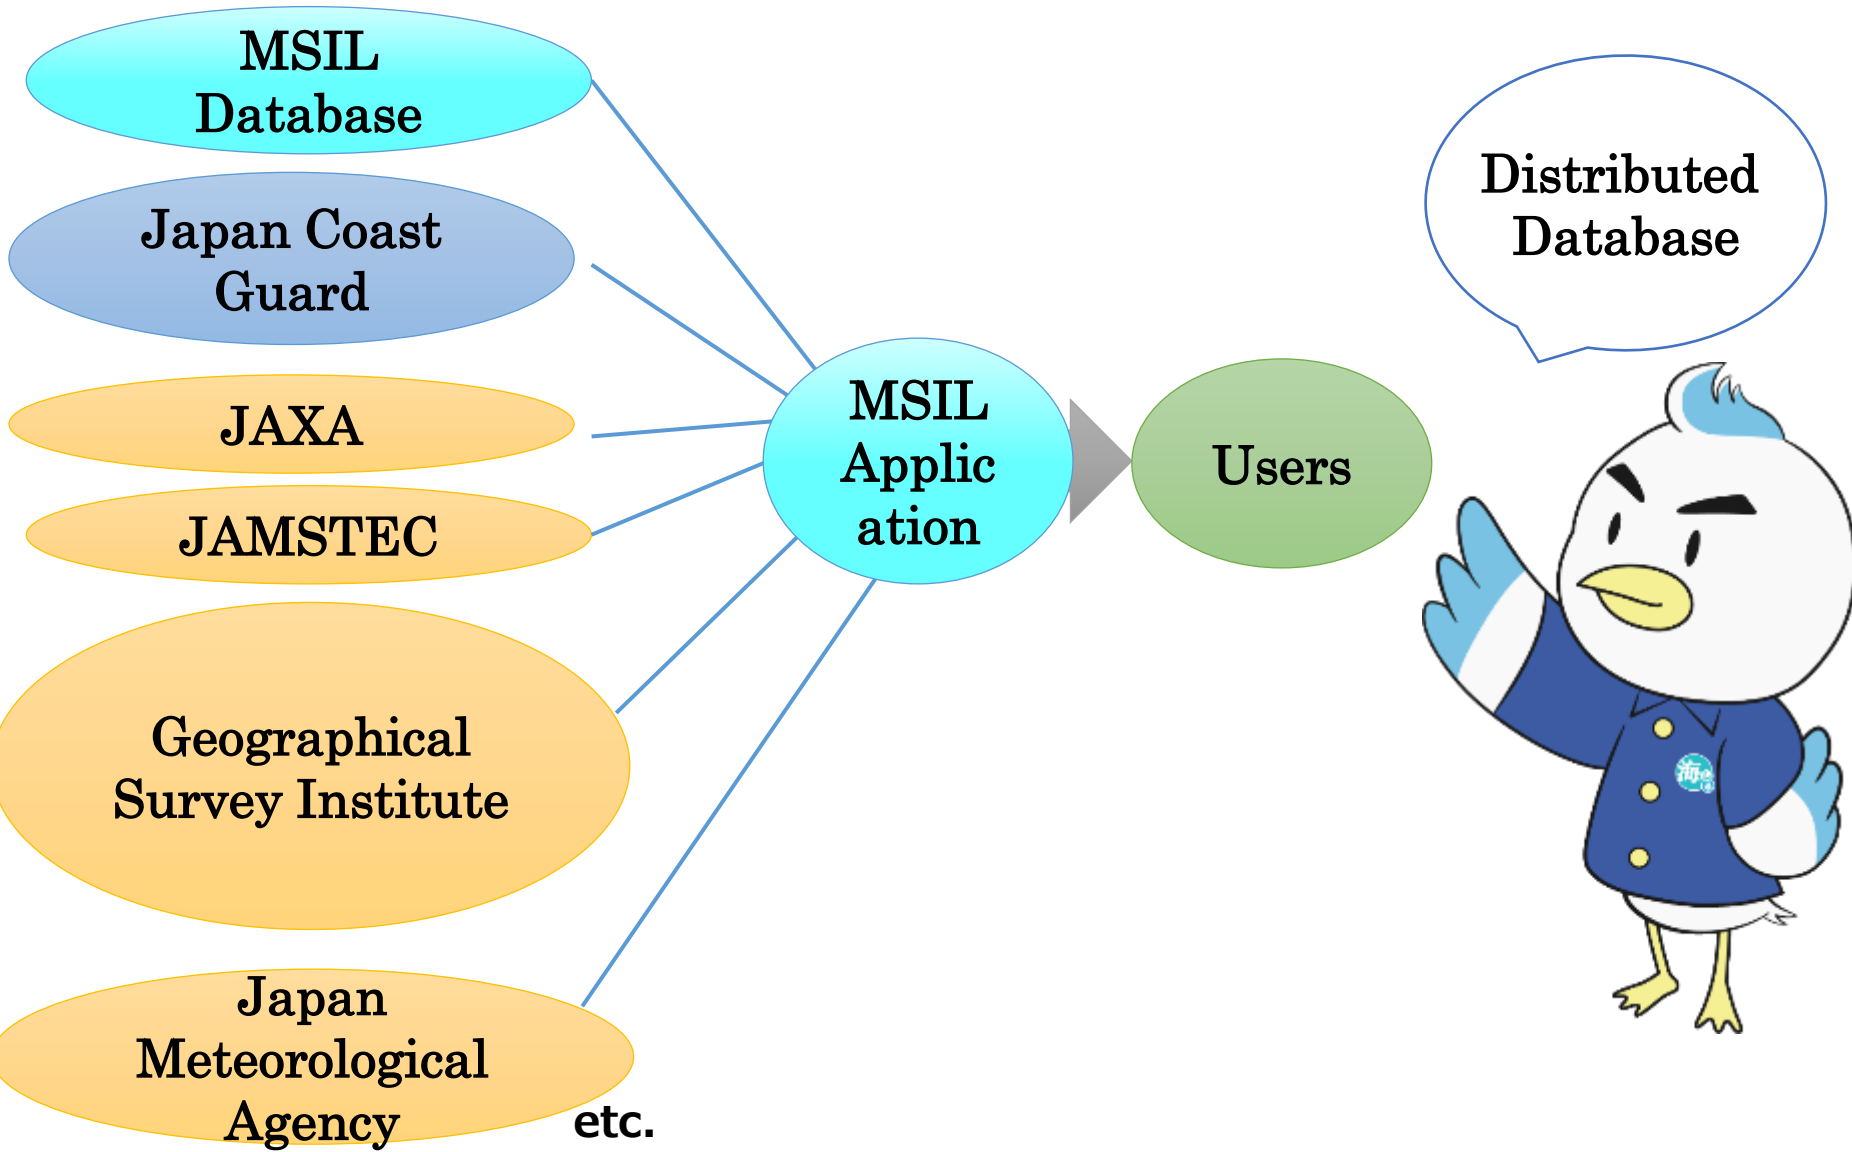 MSIL
Database
Japan Coast
Guard
JAXA
JAMSTEC
Geographical
Survey Institute
Japan
Meteorological
Agency
etc.
MSIL
Applic
ation
Users
Distributed
Database
海